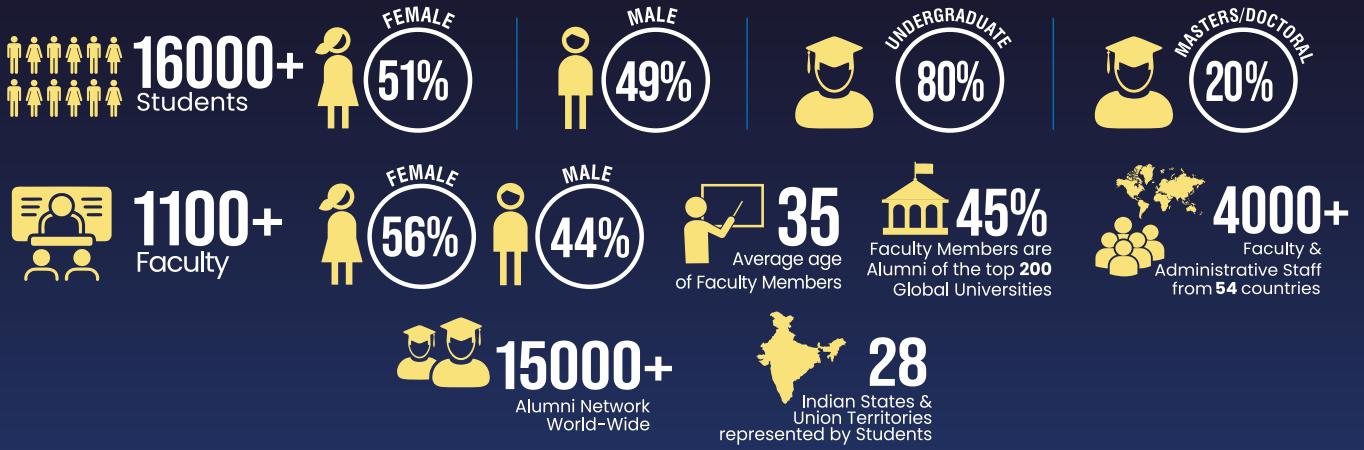 16000+
Students
FEMALE
51%
MALE
49%
UNDERGRADUATE
80%
MASTERS/DOCTORAL
20%
1100+
Faculty
FEMALE
56%
MALE
44%
35
Average age
of Faculty Members
45%
Faculty Members are
Alumni of the top 200
Global Universities
4000+
Faculty &
Administrative Staff
from 54 countries
15000+
Alumni Network
World-Wide
28
Indian States &
Union Territories
represented by Students